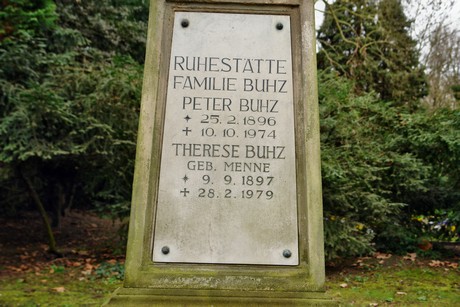 RUHESTÄTTE
FAMILIE BUHZ
PETER BUHZ
* 25. 2. 1896
✝ 10. 10. 1974
THERESE BUHZ
GEB. MENNE
* 9. 9. 1897
✝ 28. 2. 1979